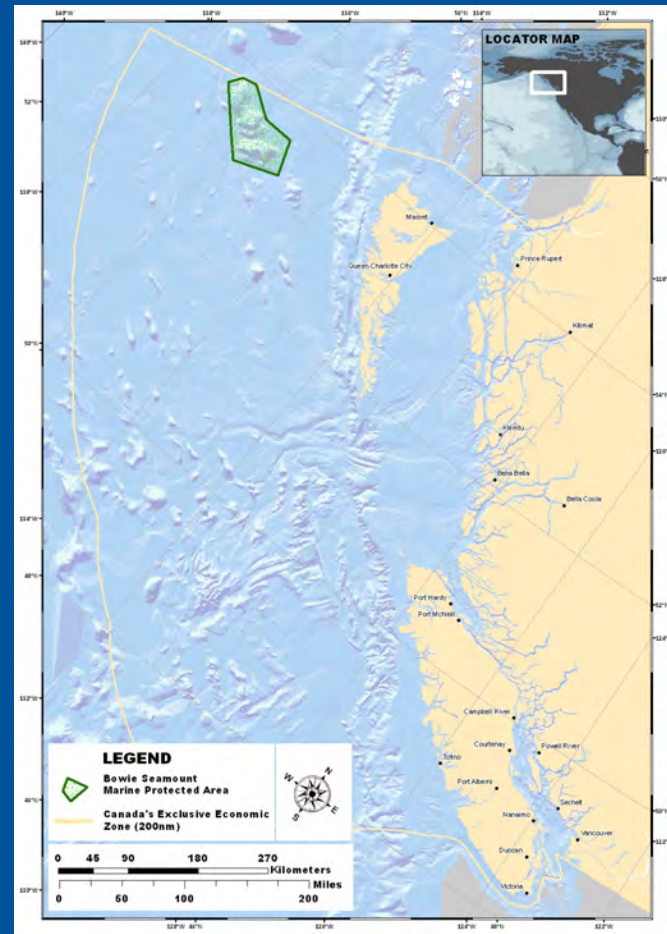 LOCATOR MAP
Masset
Queen Charlotte City
Prince Rupert
Kitimat
Klemtu
Bella Bella
Bella Coola
Port Hardy
Port McNeill
Campbell River
Courtenay
Powell River
Tofino
Port Alberni
Sechelt
Nanaimo
Vancouver
Duncan
Victoria
LEGEND
Bowie Seamount
Marine Protected Area
Canada's Exclusive Economic
Zone (200nm)
N
W
E
S
0 45 90 180 270
Kilometers
Miles
0 50 100 200